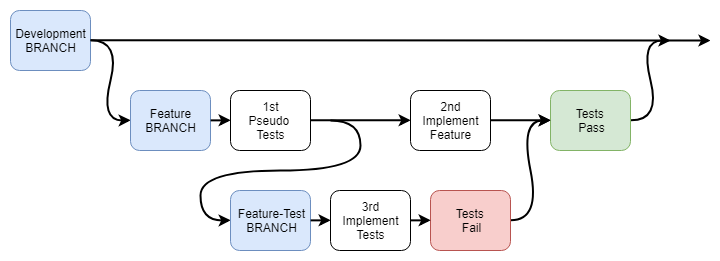 Development
BRANCH
Feature
BRANCH
1st
Pseudo
Tests
2nd
Implement
Feature
Tests
Pass
Feature-Test
BRANCH
3rd
Implement
Tests
Tests
Fail